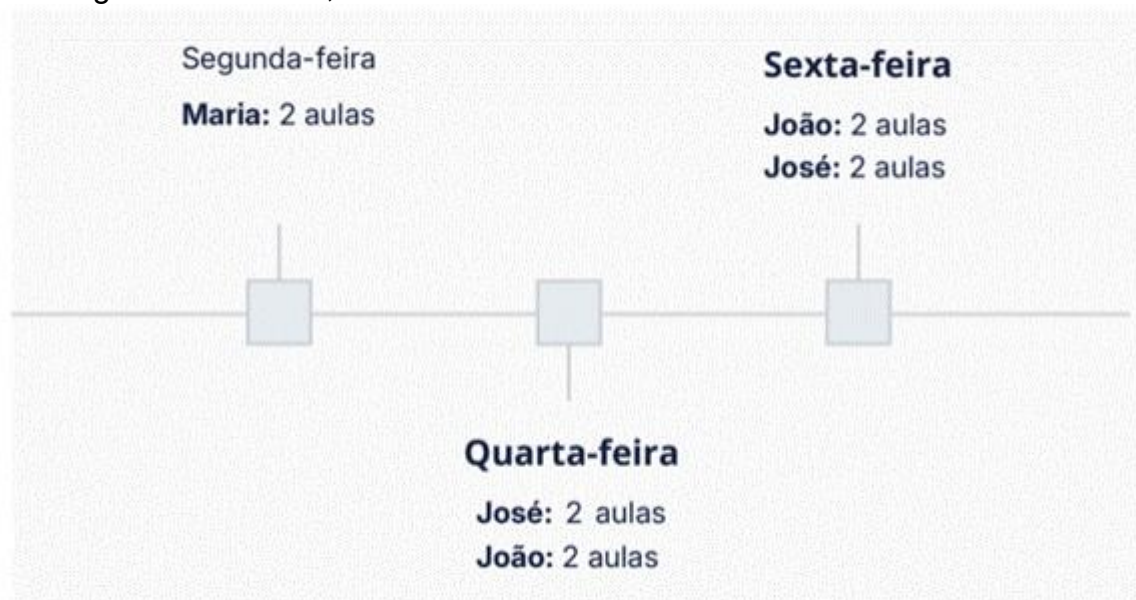 Segunda-feira
Maria: 2 aulas
Sexta-feira
João: 2 aulas
José: 2 aulas
Quarta-feira
José: 2 aulas
João: 2 aulas